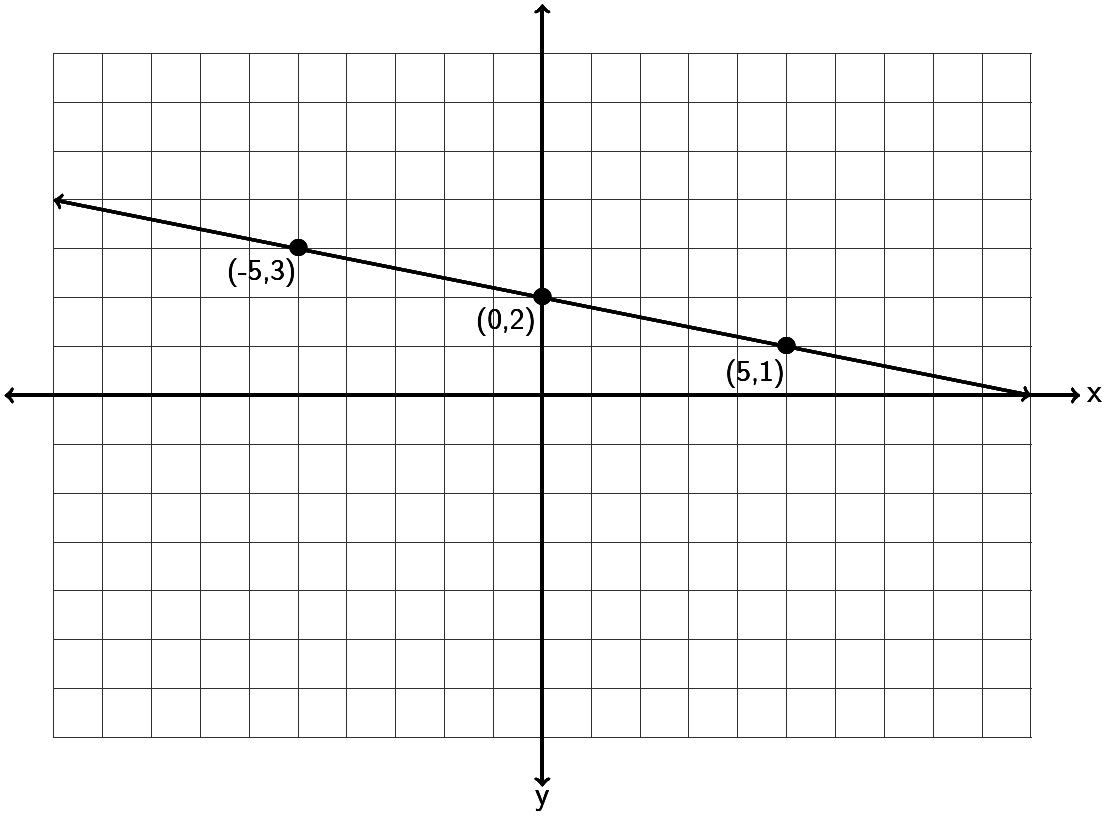 (-5,3)
(0,2)
(5,1)
x
y